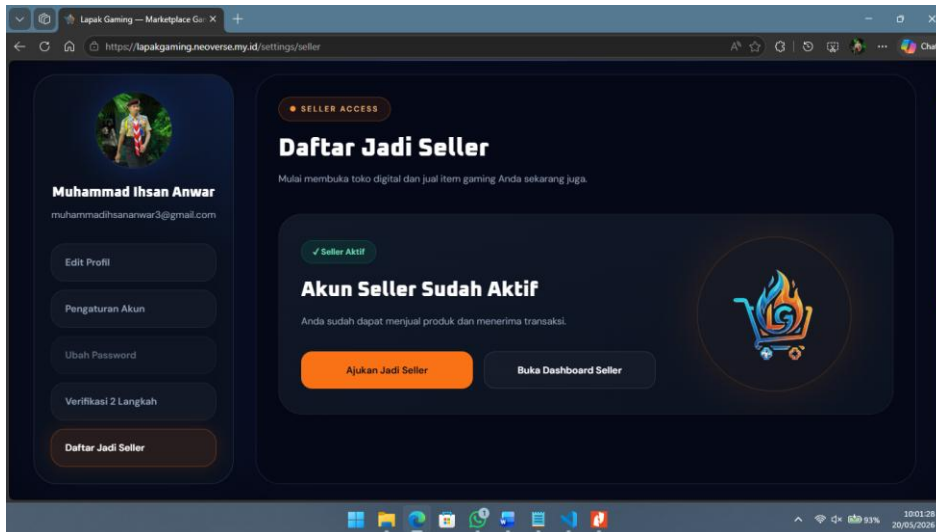 Lapak Gaming — Marketplace Gar
https://lapakgaming.neoverse.my.id/settings/seller
Chat
Muhammad Ihsan Anwar
muhammadihsananwar3@gmail.com
Edit Profil
Pengaturan Akun
Ubah Password
Verifikasi 2 Langkah
Daftar Jadi Seller
SELLER ACCESS
Daftar Jadi Seller
Mulai membuka toko digital dan jual item gaming Anda sekarang juga.
✓ Seller Aktif
Akun Seller Sudah Aktif
Anda sudah dapat menjual produk dan menerima transaksi.
Ajukan Jadi Seller
Buka Dashboard Seller
LG
93%
10:01:28
20/05/2026